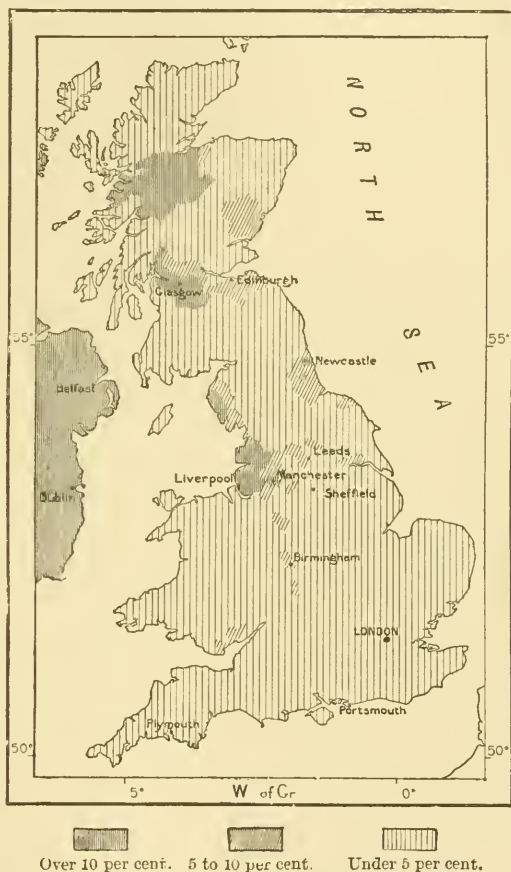 NORTH
SEA
Edinburgh
Glasgow
55°
55°
Newcastle
Belfast
Leeds
Liverpool
Manchester
Dublin
Sheffield
Birmingham
LONDON
Portsmouth
Plymouth
50°
50°
5°
W of Gr
0°
Over 10 per cent. 5 to 10 per cent. Under 5 per cent.